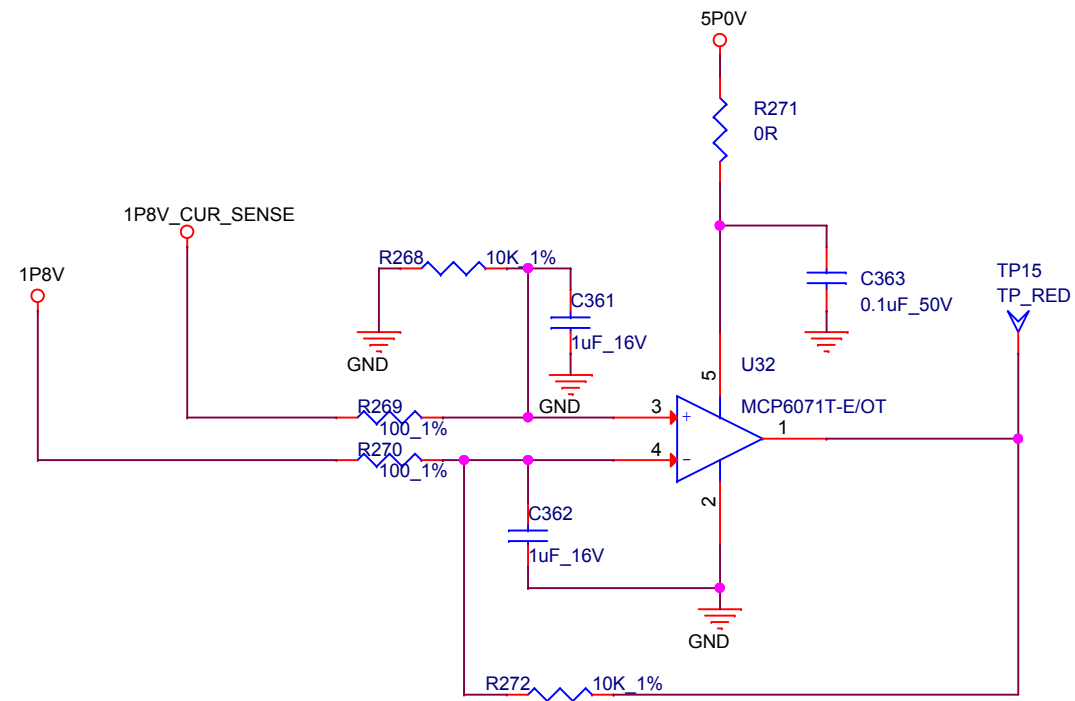 5P0V
R271
0R
1P8V_CUR_SENSE
R268
10K_1%
1P8V
C361
1uF_16V
C363
0.1uF_50V
TP15
TP_RED
GND
GND
5
U32
MCP6071T-E/OT
R269
100_1%
3
+
1
R270
100_1%
4
-
2
C362
1uF_16V
GND
R272
10K_1%